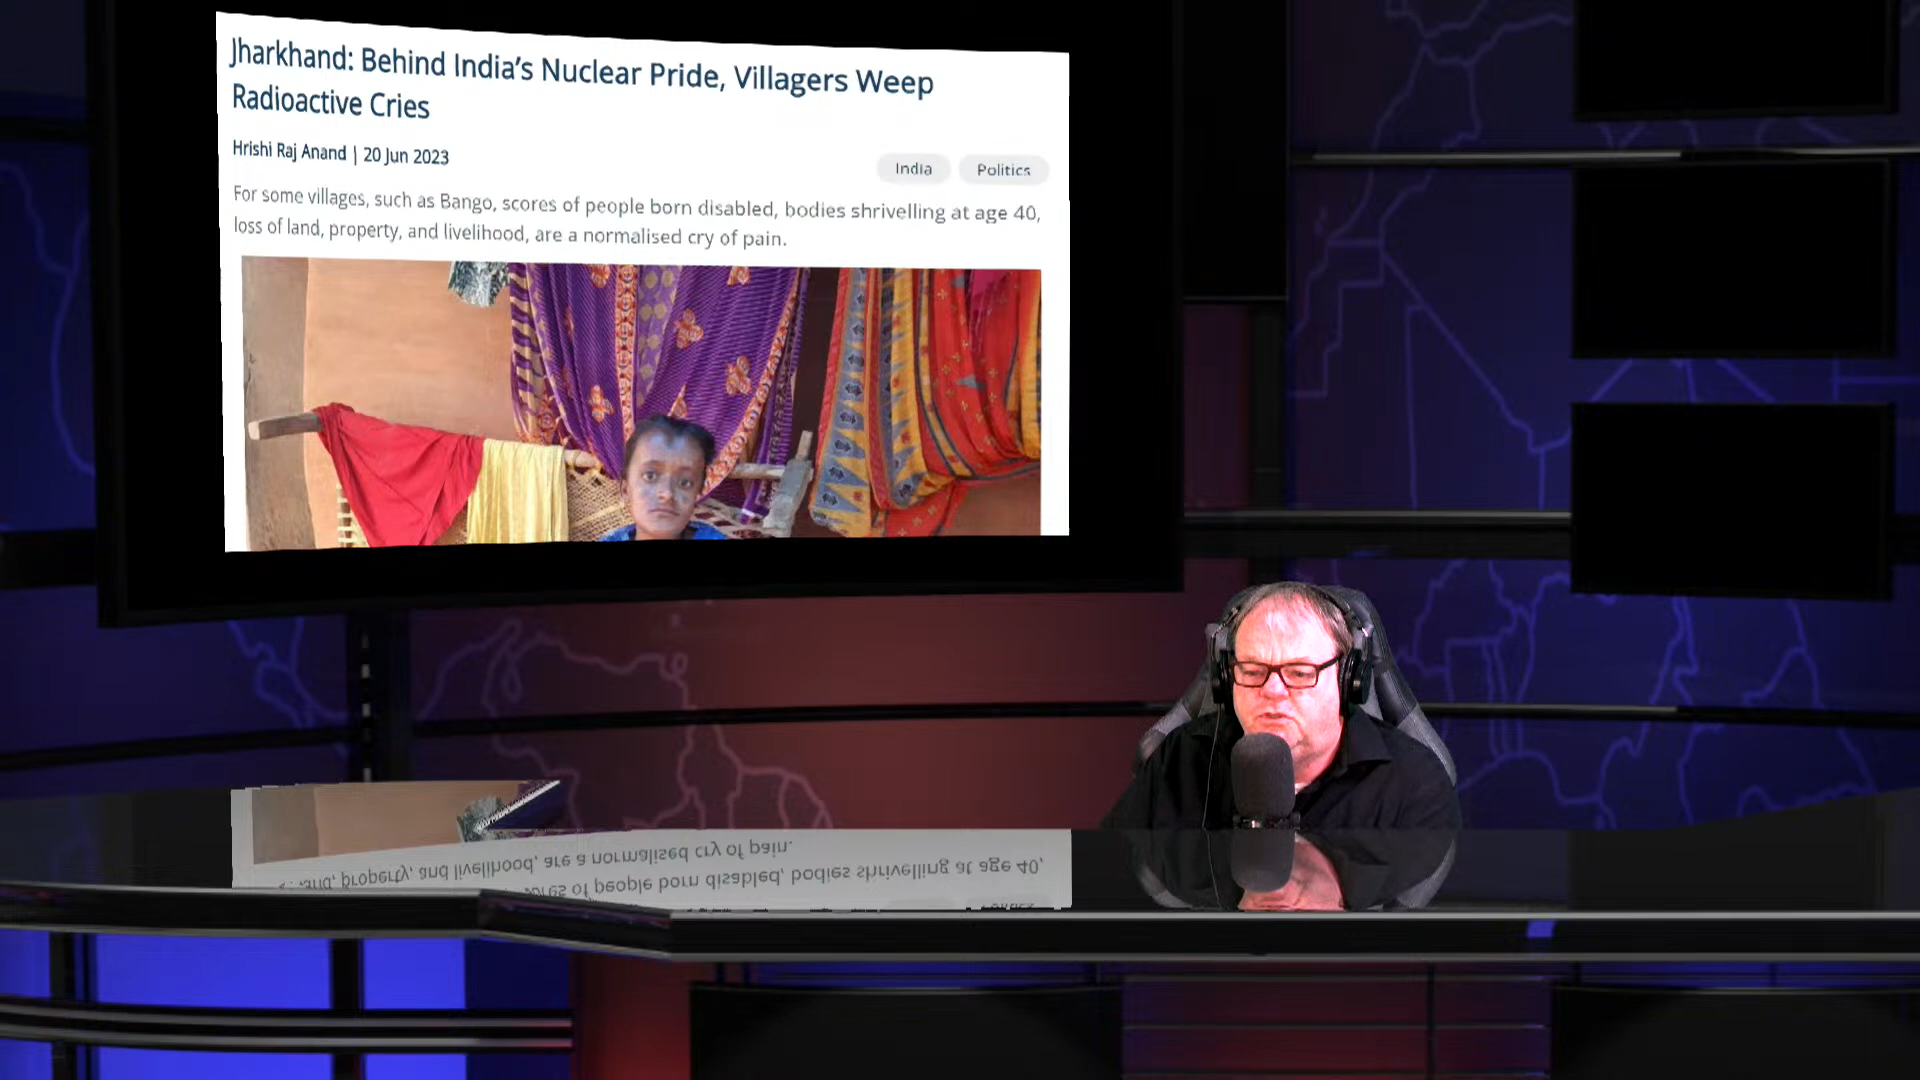 Jharkhand: Behind India’s Nuclear Pride, Villagers Weep
Radioactive Cries
Hrishi Raj Anand | 20 Jun 2023
India
Politics
For some villages, such as Bango, scores of people born disabled, bodies shrivelling at age 40,
loss of land, property, and livelihood, are a normalised cry of pain.